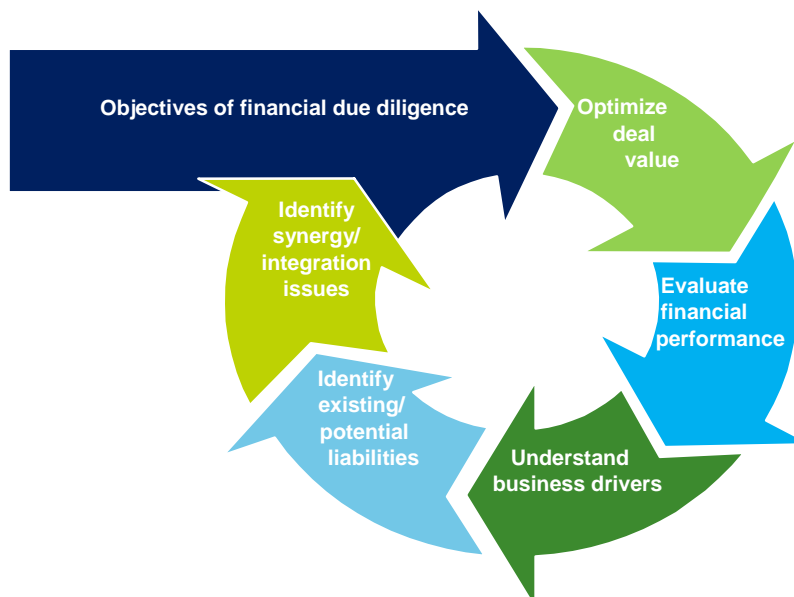 Objectives of financial due diligence
Optimize
deal
value
Evaluate
financial
performance
Understand
business drivers
Identify
existing/
potential
liabilities
Identify
synergy/
integration
issues